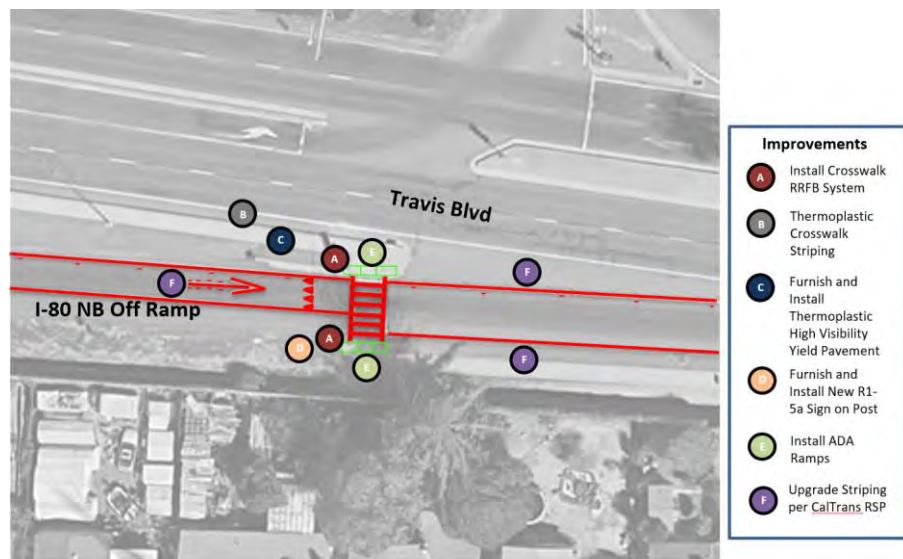 Travis Blvd
B
C
A
E
F
F
I-80 NB Off Ramp
A
D
E
F
Improvements
A
Install Crosswalk
RRFB System
B
Thermoplastic
Crosswalk
Striping
C
Furnish and
Install
Thermoplastic
High Visibility
Yield Pavement
D
Furnish and
Install New R1-
5a Sign on Post
E
Install ADA
Ramps
F
Upgrade Striping
per CalTrans RSP